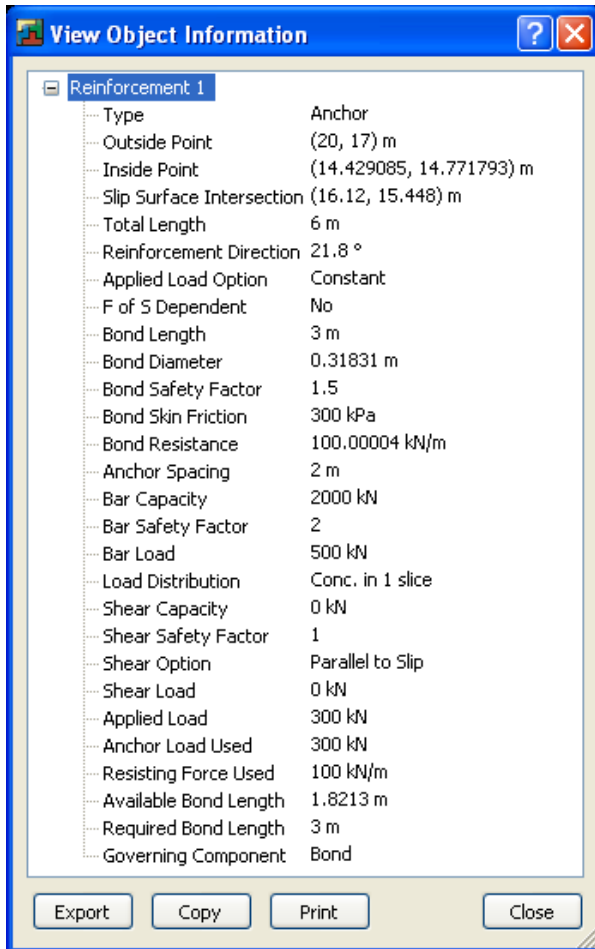 View Object Information
Reinforcement 1
Type Anchor
Outside Point (20, 17) m
Inside Point (14.429085, 14.771793) m
Slip Surface Intersection (16.12, 15.448) m
Total Length 6 m
Reinforcement Direction 21.8 °
Applied Load Option Constant
F of S Dependent No
Bond Length 3 m
Bond Diameter 0.31831 m
Bond Safety Factor 1.5
Bond Skin Friction 300 kPa
Bond Resistance 100.00004 kN/m
Anchor Spacing 2 m
Bar Capacity 2000 kN
Bar Safety Factor 2
Bar Load 500 kN
Load Distribution Conc. in 1 slice
Shear Capacity 0 kN
Shear Safety Factor 1
Shear Option Parallel to Slip
Shear Load 0 kN
Applied Load 300 kN
Anchor Load Used 300 kN
Resisting Force Used 100 kN/m
Available Bond Length 1.8213 m
Required Bond Length 3 m
Governing Component Bond
Export Copy Print Close